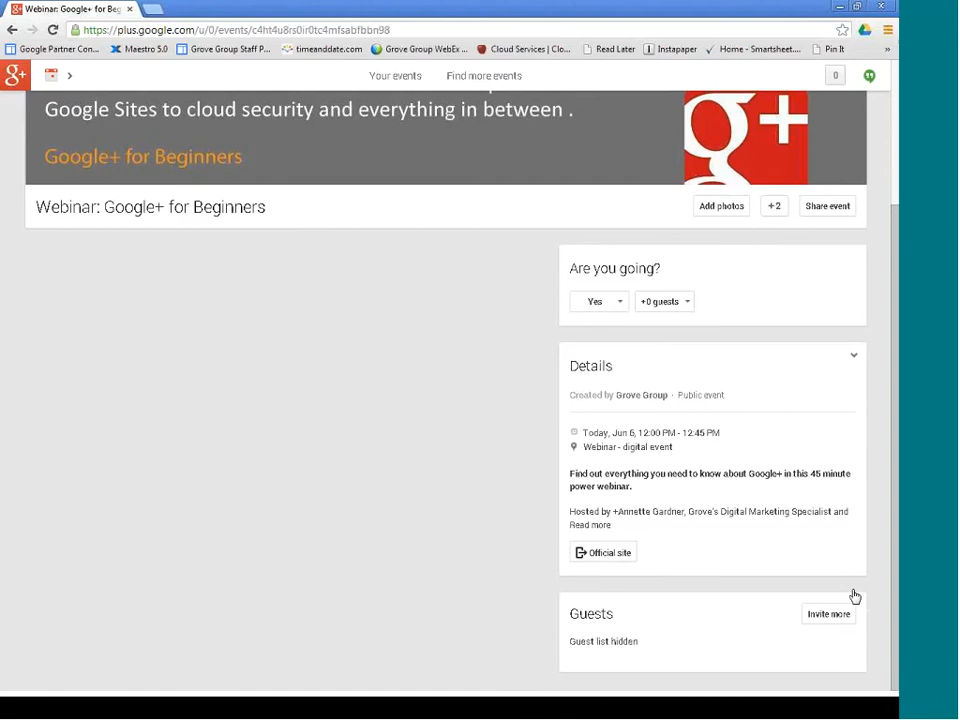 Webinar: Google+ for Beg
https://plus.google.com/u/0/events/c4ht4u8rs0ir0tc4mfsabfbbn98
Google Partner Con...
Maestro 5.0
Grove Group Staff P...
timeanddate.com
Grove Group WebEx ...
Cloud Services | Clo...
Read Later
Instapaper
Home - Smartsheet....
Pin It
»
g+
Your events
Find more events
0
Google Sites to cloud security and everything in between .
Google+ for Beginners
g+
Webinar: Google+ for Beginners
Add photos
+2
Share event
Are you going?
Yes
+0 guests
Details
Created by Grove Group · Public event
Today, Jun 6, 12:00 PM - 12:45 PM
Webinar - digital event
Find out everything you need to know about Google+ in this 45 minute
power webinar.
Hosted by +Annette Gardner, Grove's Digital Marketing Specialist and
Read more
Official site
Guests
Invite more
Guest list hidden